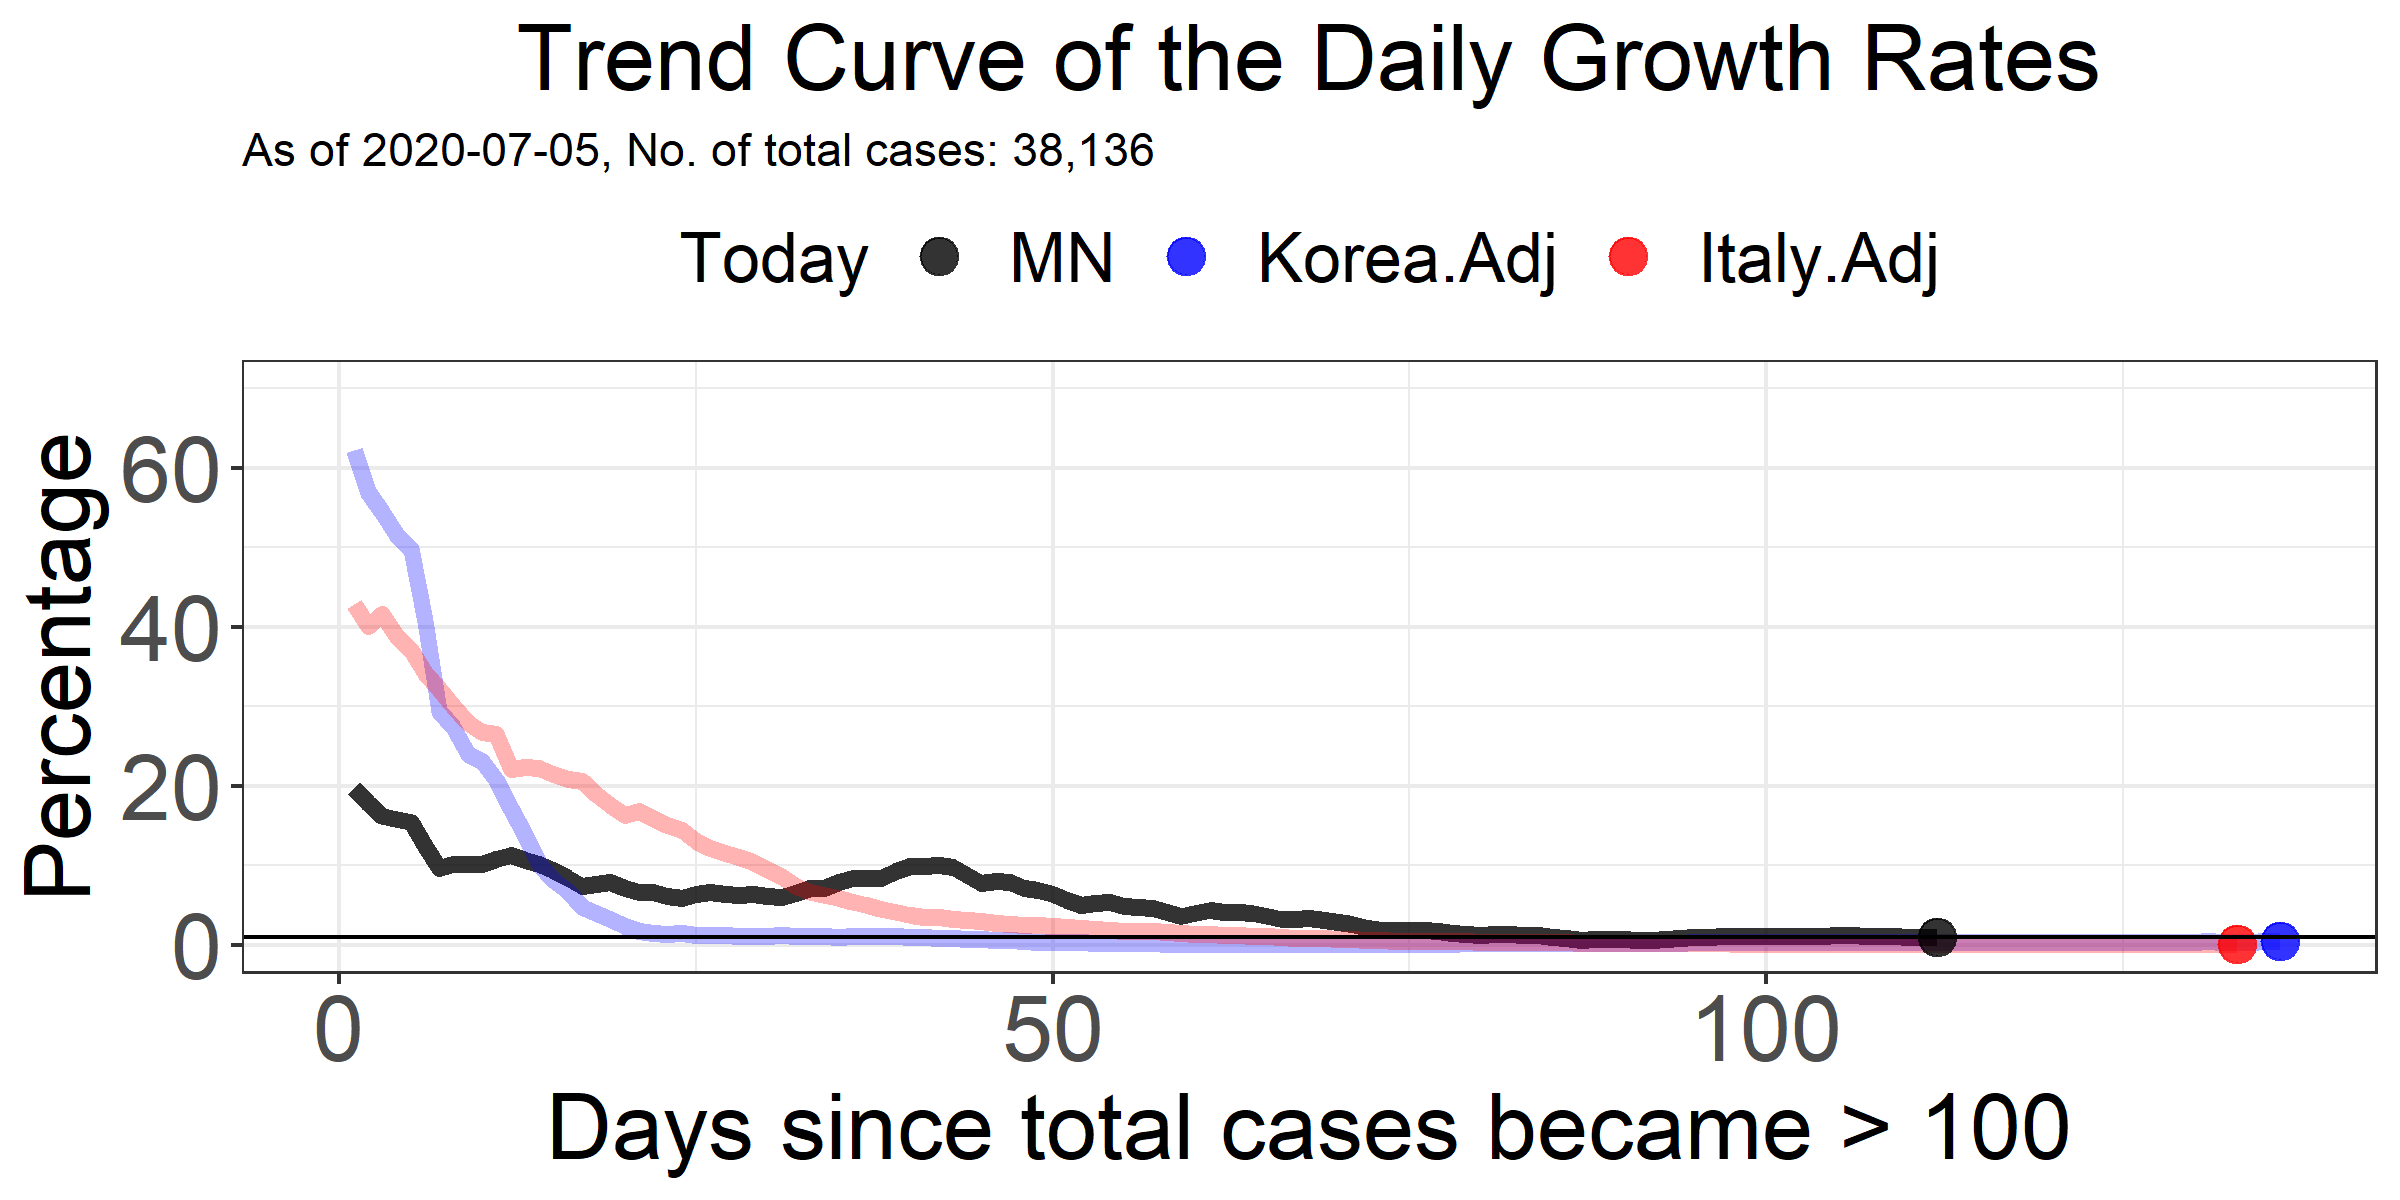 Trend Curve of the Daily Growth Rates
As of 2020-07-05, No. of total cases: 38,136
Today MN Korea.Adj Italy.Adj
Percentage
60
40
20
0
0 50 100
Days since total cases became > 100